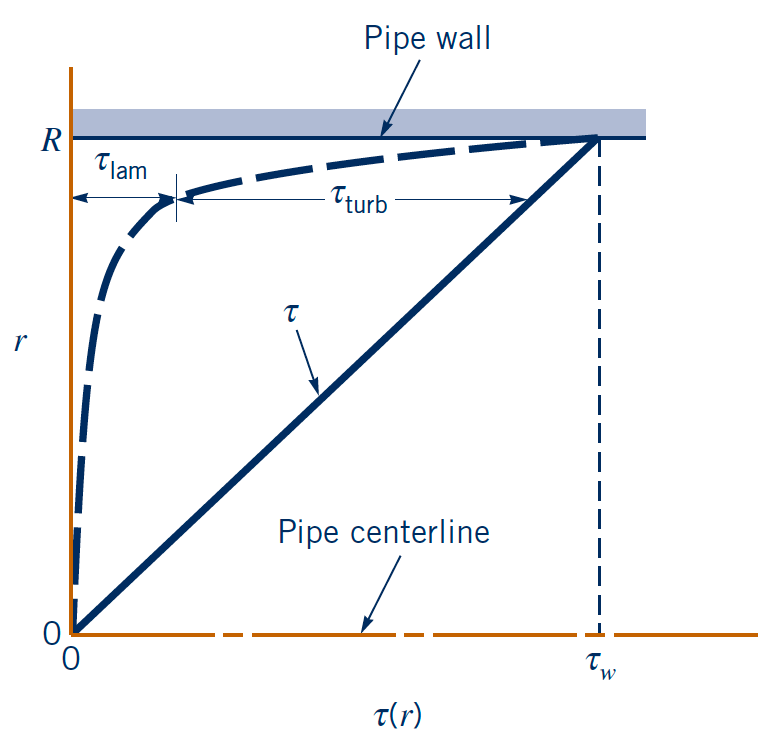 Pipe wall
R
τlam
τturb
τ
r
Pipe centerline
0
0
τw
τ(r)